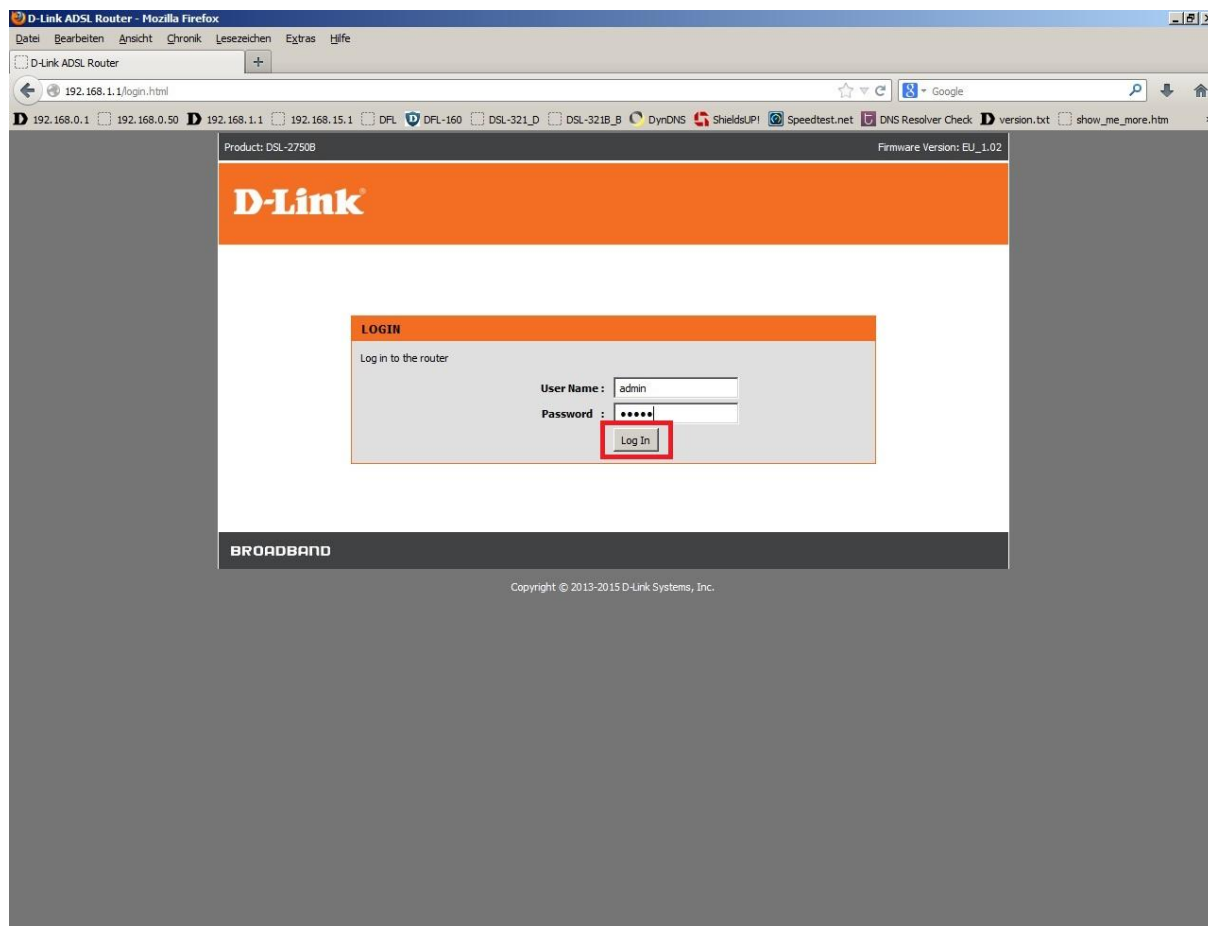 D-Link ADSL Router - Mozilla Firefox
Datei Bearbeiten Ansicht Chronik Lesezeichen Extras Hilfe
D-Link ADSL Router +
192.168.1.1/login.html Google
192.168.0.1 192.168.0.50 192.168.1.1 192.168.15.1 DFL DFL-160 DSL-321_D DSL-321B_B DynDNS ShieldsUP! Speedtest.net DNS Resolver Check version.txt show_me_more.htm
Product: DSL-2750B Firmware Version: EU_1.02
D-Link
LOGIN
Log in to the router
User Name : admin
Password : •••••
Log In
BROADBAND
Copyright © 2013-2015 D-Link Systems, Inc.